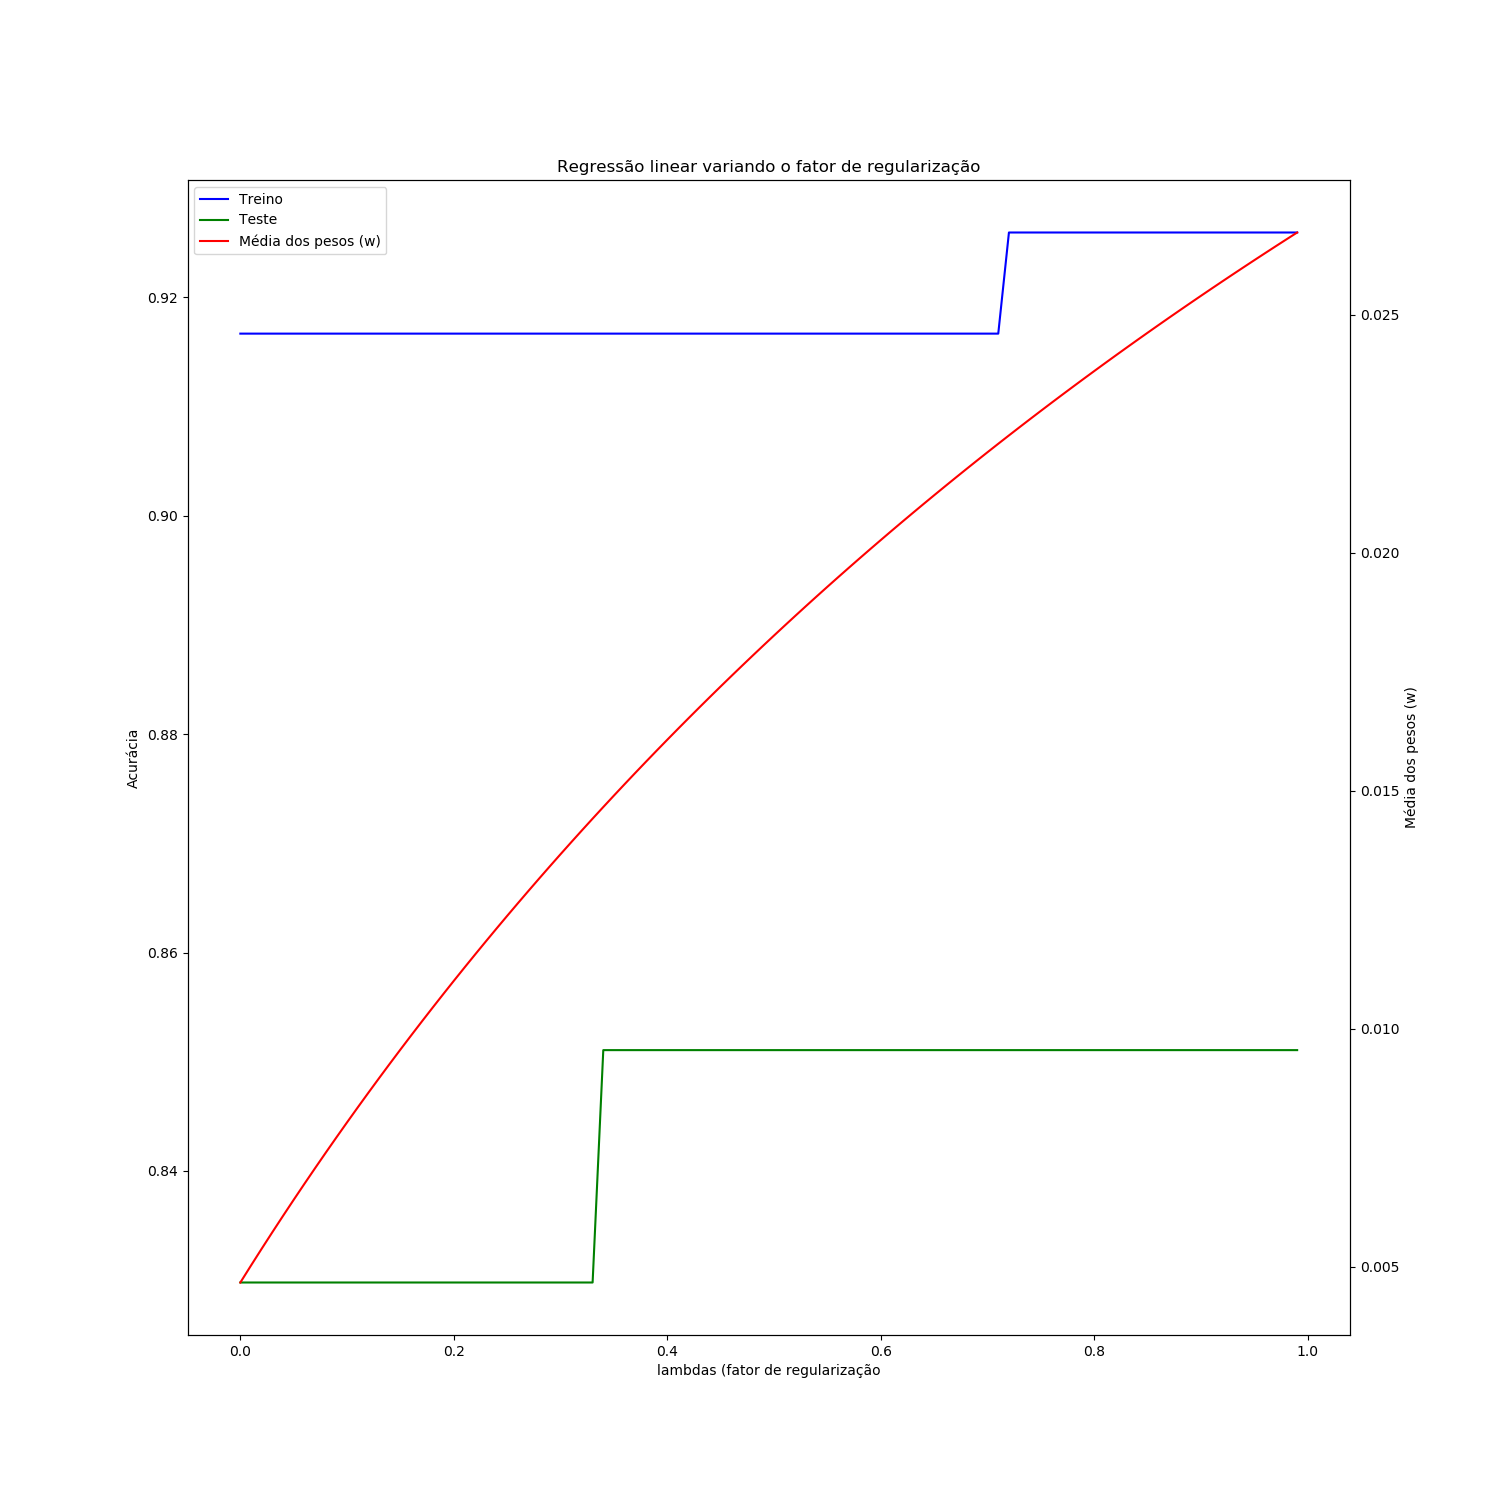 Regressão linear variando o fator de regularização
Treino
Teste
Média dos pesos (w)
Acurácia
0.92
0.90
0.88
0.86
0.84
0.025
0.020
0.015
0.010
0.005
Média dos pesos (w)
0.0 0.2 0.4 0.6 0.8 1.0
lambdas (fator de regularização